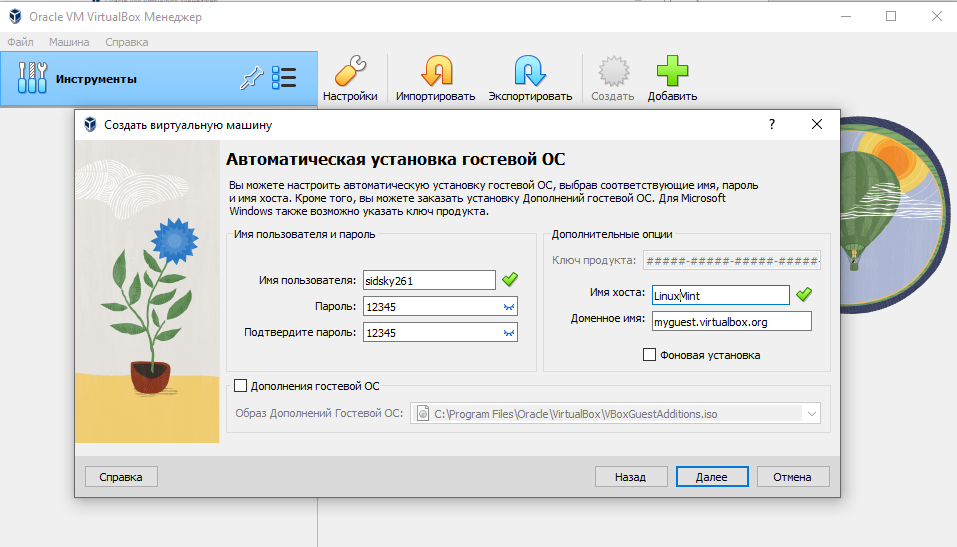 Oracle VM VirtualBox Менеджер
Файл Машина Справка
Инструменты
Настройки Импортировать Экспортировать Создать Добавить
Создать виртуальную машину ?
Автоматическая установка гостевой ОС
Вы можете настроить автоматическую установку гостевой ОС, выбрав соответствующие имя, пароль
и имя хоста. Кроме того, вы можете заказать установку Дополнений гостевой ОС. Для Microsoft
Windows также возможно указать ключ продукта.
Имя пользователя и пароль
Имя пользователя: sidsky261
Пароль: 12345
Подтвердите пароль: 12345
Дополнительные опции
Ключ продукта: #####-#####-#####-#####-
Имя хоста: LinuxMint
Доменное имя: myguest.virtualbox.org
Фоновая установка
Дополнения гостевой ОС
Образ Дополнений Гостевой ОС: C:\Program Files\Oracle\VirtualBox\VBoxGuestAdditions.iso
Справка Назад Далее Отмена